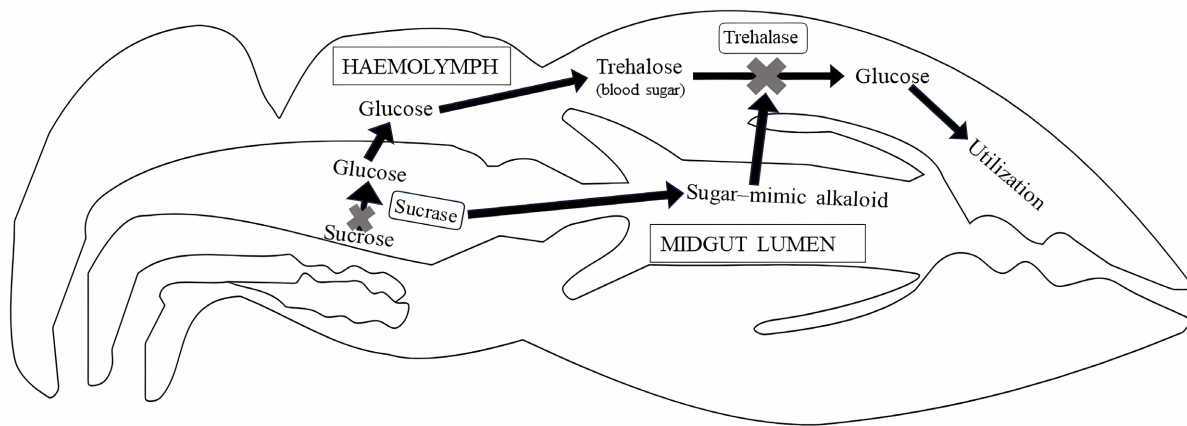 Trehalase
HAEMOLYMPH
Trehalose
(blood sugar)
Glucose
Glucose
Glucose
Utilization
Sucrase
Sugar–mimic alkaloid
Sucrose
MIDGUT LUMEN